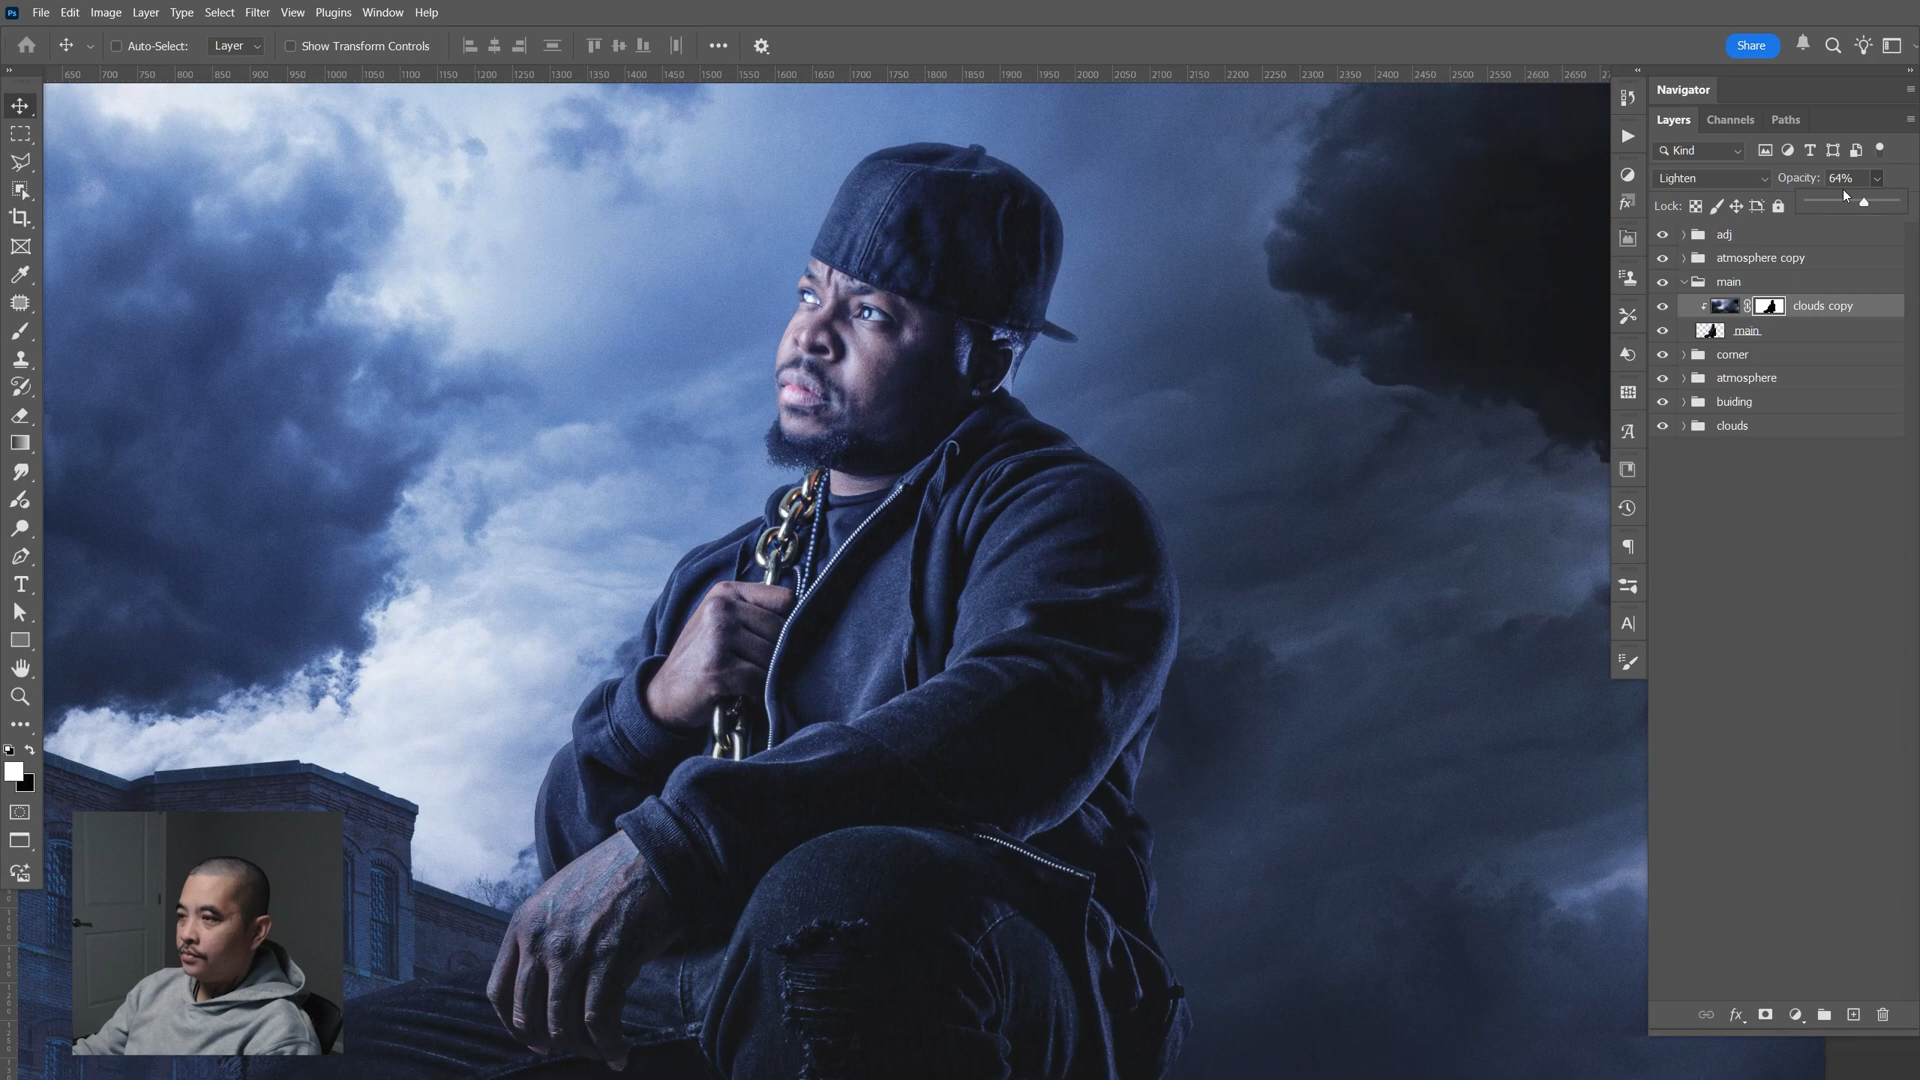 Ps File Edit Image Layer Type Select Filter View Plugins Window Help
Auto-Select: Layer Show Transform Controls Share
650 700 750 800 850 900 950 1000 1050 1100 1150 1200 1250 1300 1350 1400 1450 1500 1550 1600 1650 1700 1750 1800 1850 1900 1950 2000 2050 2100 2150 2200 2250 2300 2350 2400 2450 2500 2550 2600 2650
Navigator
Layers Channels Paths
Kind
Lighten Opacity: 64%
Lock:
adj
atmosphere copy
main
clouds copy
main
corner
atmosphere
buiding
clouds